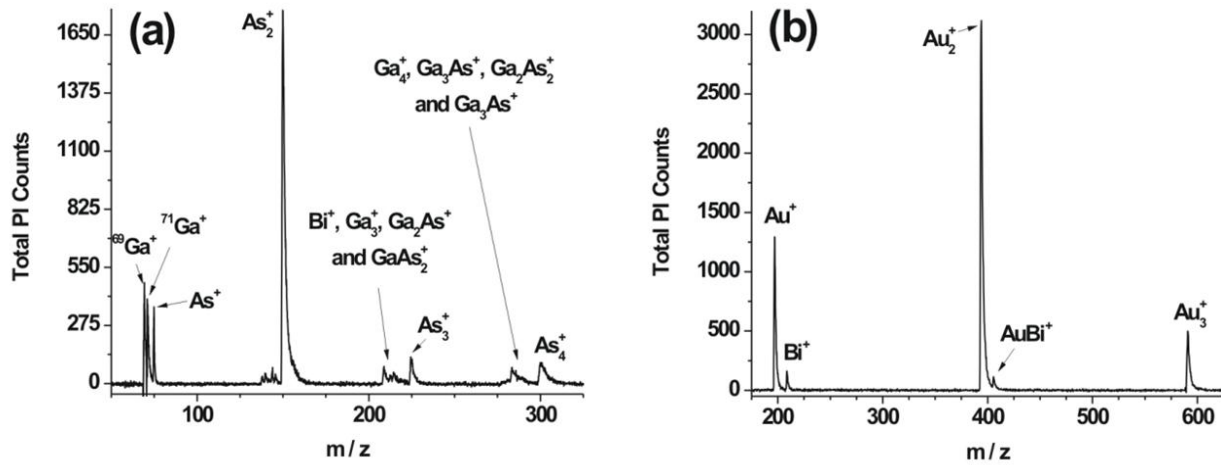 (a)
Total PI Counts
1650
1375
1100
825
550
275
0
⁶⁹Ga⁺
⁷¹Ga⁺
As⁺
As₂⁺
Bi⁺, Ga₃⁺, Ga₂As⁺
and GaAs₂⁺
As₃⁺
Ga₄⁺, Ga₃As⁺, Ga₂As₂⁺
and Ga₃As⁺
As₄⁺
100
200
300
m / z
(b)
Total PI Counts
3000
2500
2000
1500
1000
500
0
Au⁺
Bi⁺
Au₂⁺
AuBi⁺
Au₃⁺
200
300
400
500
600
m / z